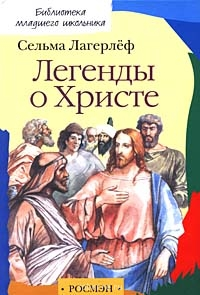 Библиотека
младшего школьника
Сельма Лагерлёф
Легенды
о Христе
• РОСМЭН •